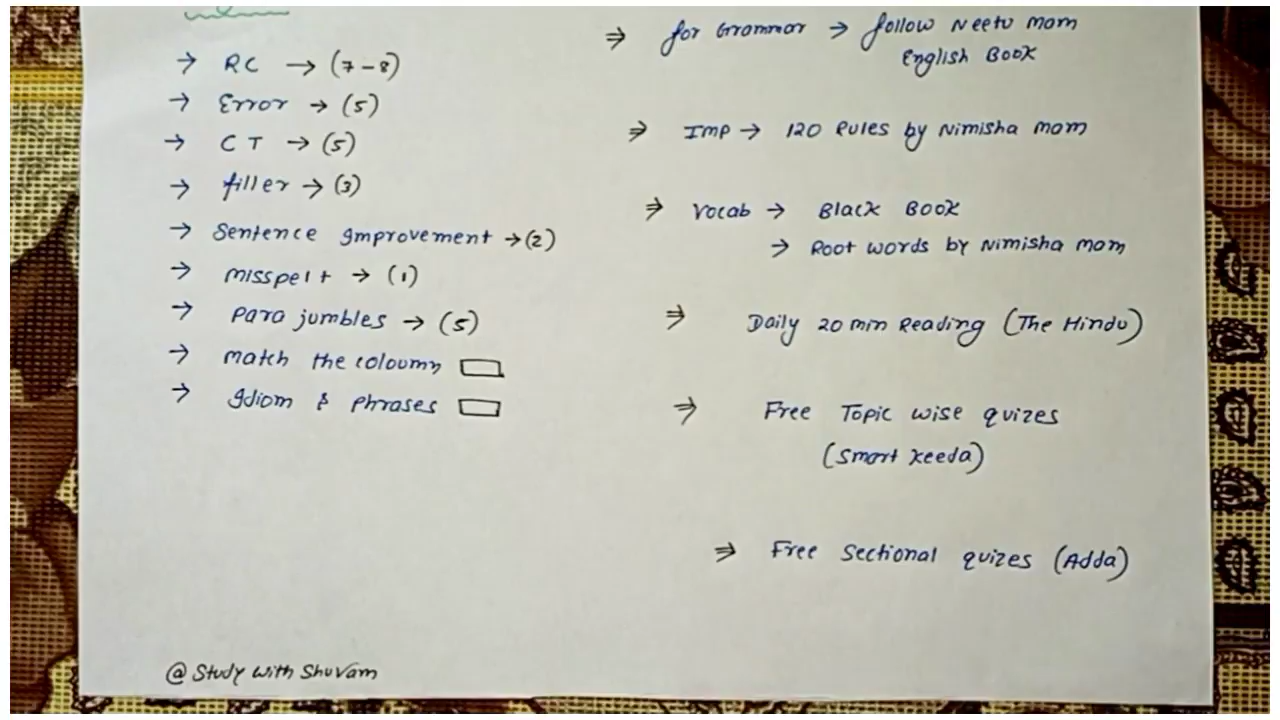 → RC → (7-8)
→ Error → (5)
→ CT → (5)
→ filler → (3)
→ Sentence Improvement → (2)
→ misspelt → (1)
→ Para jumbles → (5)
→ match the coloumn
→ Idiom & Phrases
⇒ for Grammar → follow Neetu mam
English Book
⇒ Imp → 120 Rules by Nimisha mam
⇒ Vocab → Black Book
→ Root words by Nimisha mam
⇒ Daily 20 min Reading (The Hindu)
⇒ Free Topic wise quizes
(Smart Keeda)
⇒ Free Sectional quizes (Adda)
@ Study With Shuvam